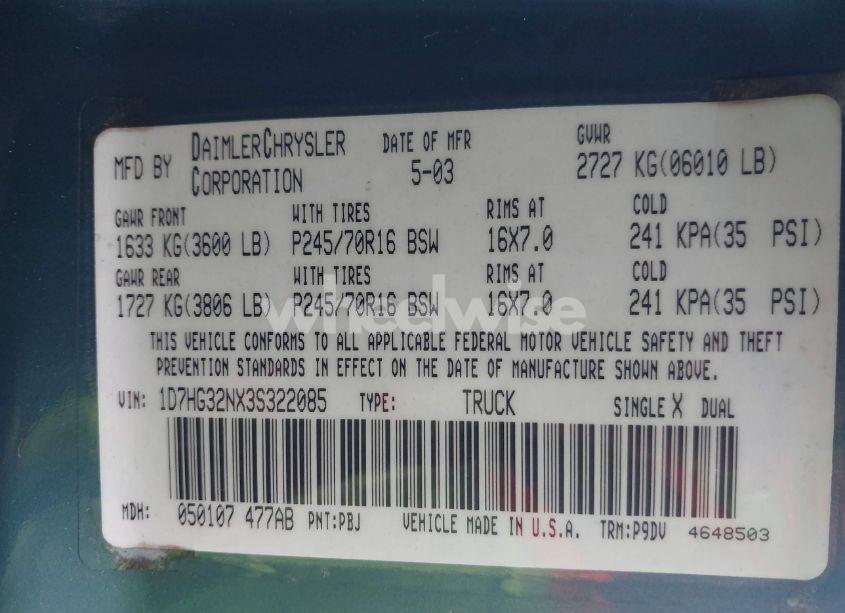 MFD BY DAIMLERCHRYSLER CORPORATION DATE OF MFR 5-03 GVWR 2727 KG(06010 LB)
GAWR FRONT WITH TIRES RIMS AT COLD
1633 KG(3600 LB) P245/70R16 BSW 16X7.0 241 KPA(35 PSI)
GAWR REAR WITH TIRES RIMS AT COLD
1727 KG(3806 LB) P245/70R16 BSW 16X7.0 241 KPA(35 PSI)
wheelwise
THIS VEHICLE CONFORMS TO ALL APPLICABLE FEDERAL MOTOR VEHICLE SAFETY AND THEFT
PREVENTION STANDARDS IN EFFECT ON THE DATE OF MANUFACTURE SHOWN ABOVE.
VIN: 1D7HG32NX3S322085 TYPE: TRUCK SINGLE X DUAL
MDH: 050107 477AB PNT:PBJ VEHICLE MADE IN U.S.A. TRM:P9DV 4648503